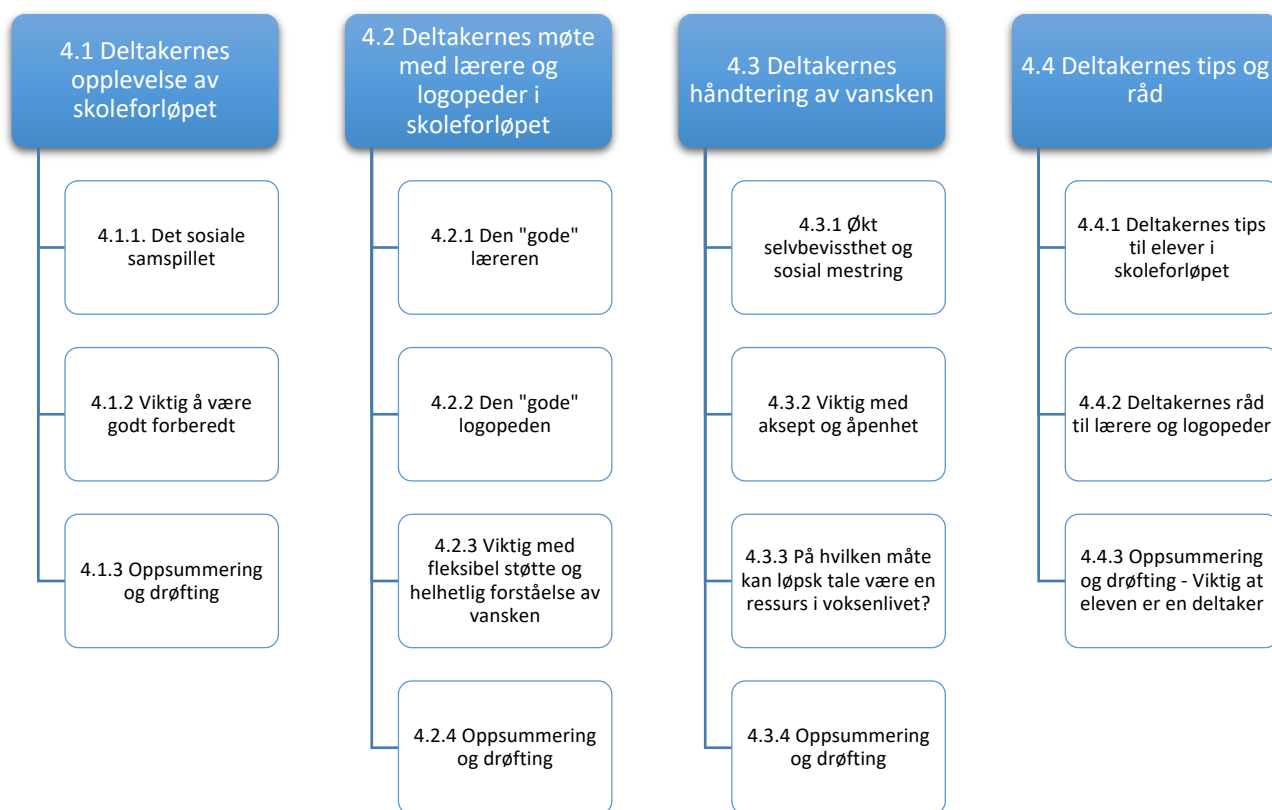 4.1 Deltakernes
opplevelse av
skoleforløpet
4.1.1. Det sosiale
samspillet
4.1.2 Viktig å være
godt forberedt
4.1.3 Oppsummering
og drøfting
4.2 Deltakernes møte
med lærere og
logopeder i
skoleforløpet
4.2.1 Den "gode"
læreren
4.2.2 Den "gode"
logopeden
4.2.3 Viktig med
fleksibel støtte og
helhetlig forståelse av
vansken
4.2.4 Oppsummering
og drøfting
4.3 Deltakernes
håndtering av vansken
4.3.1 Økt
selvbevissthet og
sosial mestring
4.3.2 Viktig med
aksept og åpenhet
4.3.3 På hvilken måte
kan løpsk tale være en
ressurs i voksenlivet?
4.3.4 Oppsummering
og drøfting
4.4 Deltakernes tips og
råd
4.4.1 Deltakernes tips
til elever i
skoleforløpet
4.4.2 Deltakernes råd
til lærere og logopeder
4.4.3 Oppsummering
og drøfting - Viktig at
eleven er en deltaker